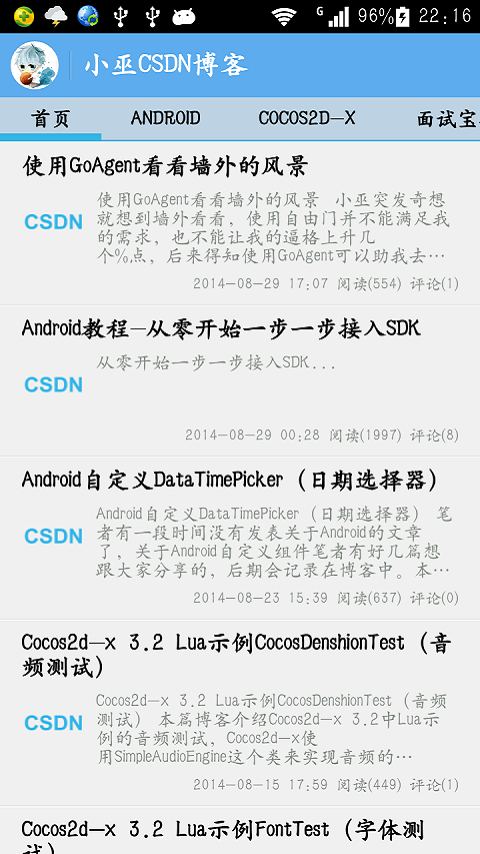 G 96% 22:16
小巫CSDN博客
首页 ANDROID COCOS2D-X 面试宝
使用GoAgent看看墙外的风景
CSDN
使用GoAgent看看墙外的风景 小巫突发奇想
就想到墙外看看，使用自由门并不能满足我
的需求，也不能让我的逼格上升几
个%点，后来得知使用GoAgent可以助我去…
2014-08-29 17:07 阅读(554) 评论(1)
Android教程-从零开始一步一步接入SDK
CSDN
从零开始一步一步接入SDK...
2014-08-29 00:28 阅读(1997) 评论(8)
Android自定义DataTimePicker（日期选择器）
CSDN
Android自定义DataTimePicker（日期选择器） 笔
者有一段时间没有发表关于Android的文章
了，关于Android自定义组件笔者有好几篇想
跟大家分享的，后期会记录在博客中。本…
2014-08-23 15:39 阅读(637) 评论(0)
Cocos2d-x 3.2 Lua示例CocosDenshionTest（音
频测试）
CSDN
Cocos2d-x 3.2 Lua示例CocosDenshionTest（音频
测试） 本篇博客介绍Cocos2d-x 3.2中Lua示
例的音频测试，Cocos2d-x使
用SimpleAudioEngine这个类来实现音频的…
2014-08-15 17:59 阅读(449) 评论(1)
Cocos2d-x 3.2 Lua示例FontTest（字体测
试）